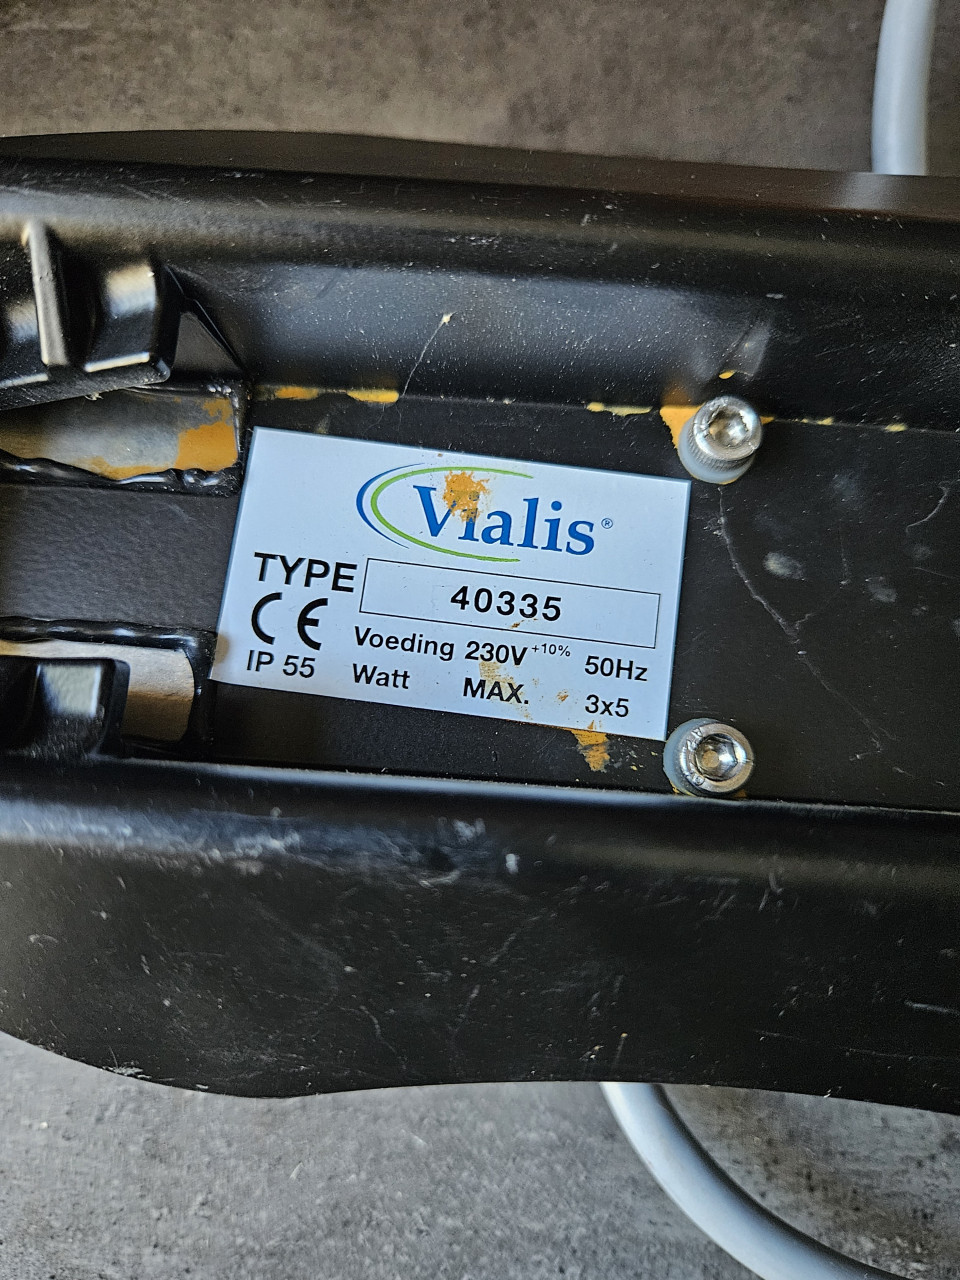 Vialis®
TYPE 40335
CE Voeding 230V +10% 50Hz
IP 55 Watt MAX. 3x5